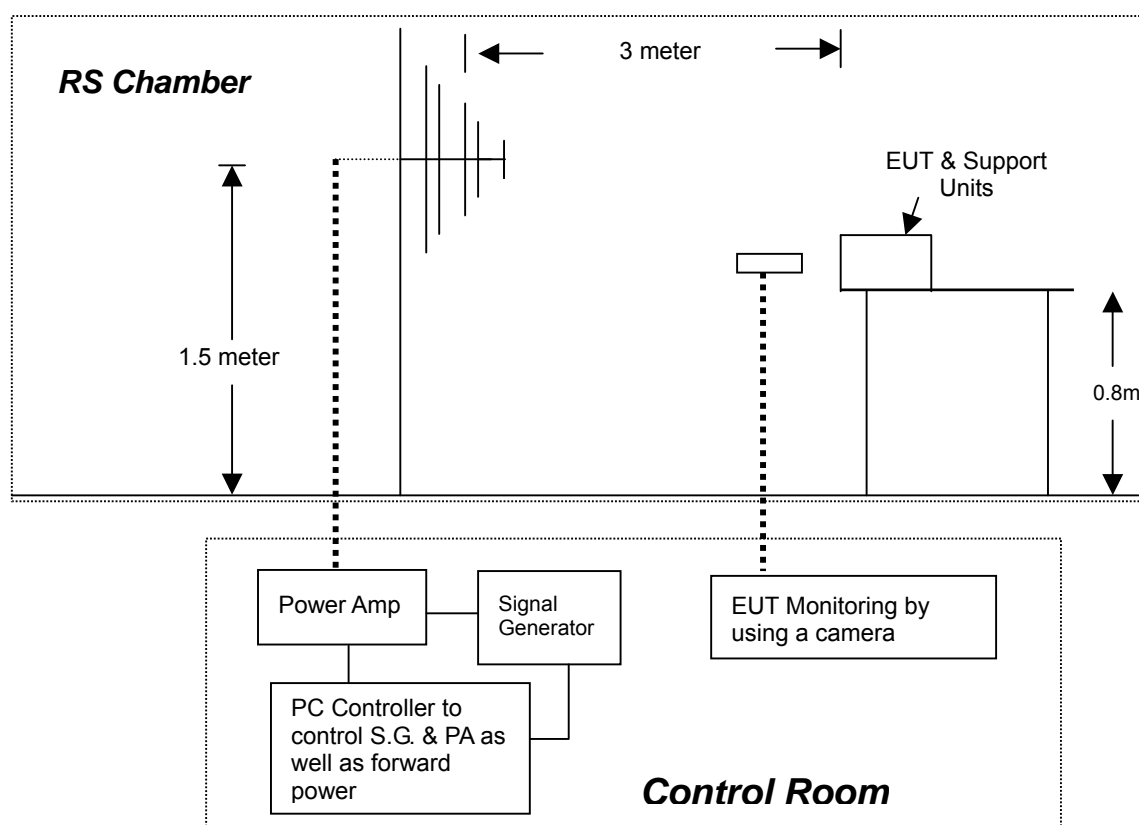 3 meter
RS Chamber
EUT & Support
Units
1.5 meter
0.8m
Power Amp
Signal
Generator
EUT Monitoring by
using a camera
PC Controller to
control S.G. & PA as
well as forward
power
Control Room